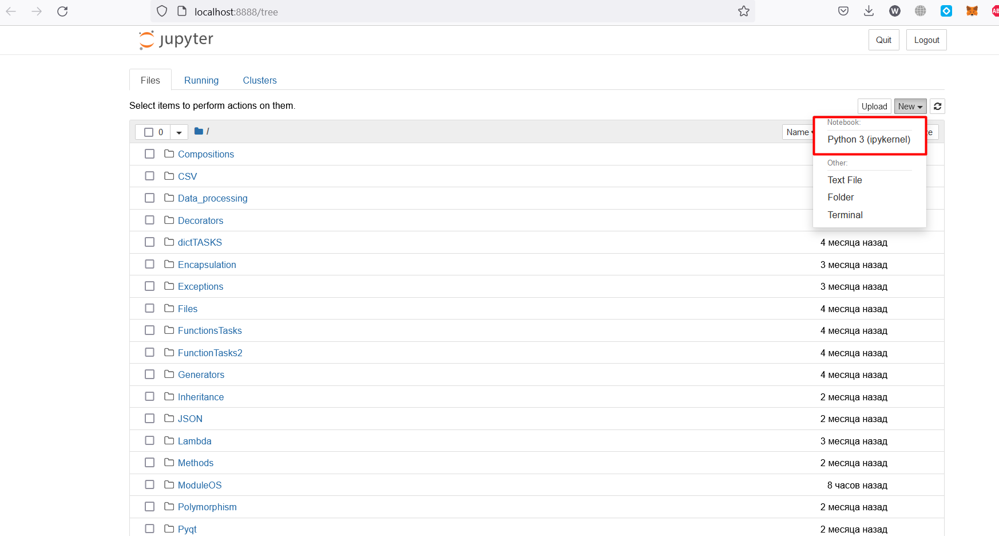 localhost:8888/tree
W
jupyter
Quit
Logout
Files
Running
Clusters
Select items to perform actions on them.
Upload
New
0
/
Name
Notebook:
Python 3 (ipykernel)
Other:
Text File
Folder
Terminal
Compositions
CSV
Data_processing
Decorators
dictTASKS 4 месяца назад
Encapsulation 3 месяца назад
Exceptions 3 месяца назад
Files 4 месяца назад
FunctionsTasks 4 месяца назад
FunctionTasks2 4 месяца назад
Generators 4 месяца назад
Inheritance 2 месяца назад
JSON 2 месяца назад
Lambda 3 месяца назад
Methods 2 месяца назад
ModuleOS 8 часов назад
Polymorphism 2 месяца назад
Pyqt 2 месяца назад